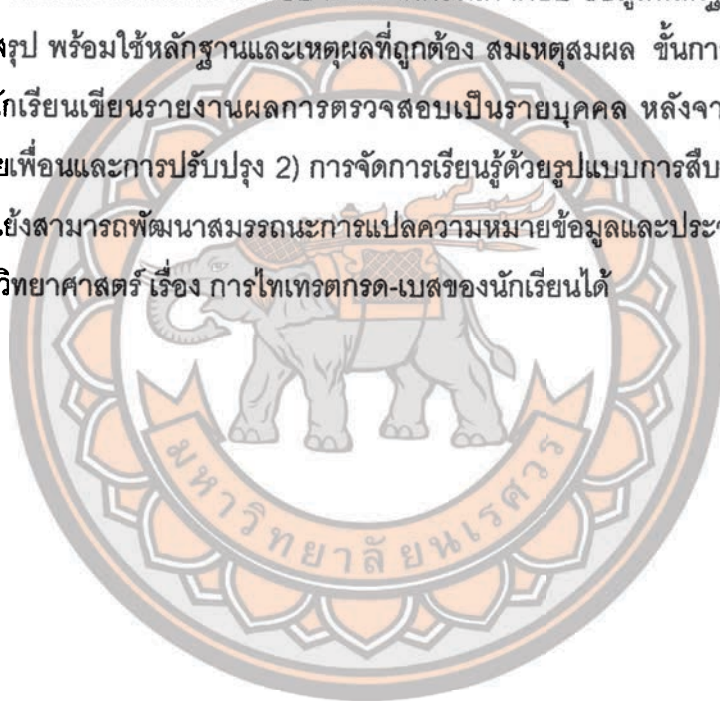 สรุป พร้อมใช้หลักฐานและเหตุผลที่ถูกต้อง สมเหตุสมผล ขั้นกา
ักเรียนเขียนรายงานผลการตรวจสอบเป็นรายบุคคล หลังจา
ยเพื่อนและการปรับปรุง 2) การจัดการเรียนรู้ด้วยรูปแบบการสืบ
ย้งสามารถพัฒนาสมรรถนะการแปลความหมายข้อมูลและประจ
วิทยาศาสตร์ เรื่อง การไทเทรตกรด-เบสของนักเรียนได้
มหาวิทยาลัยนเรศวร